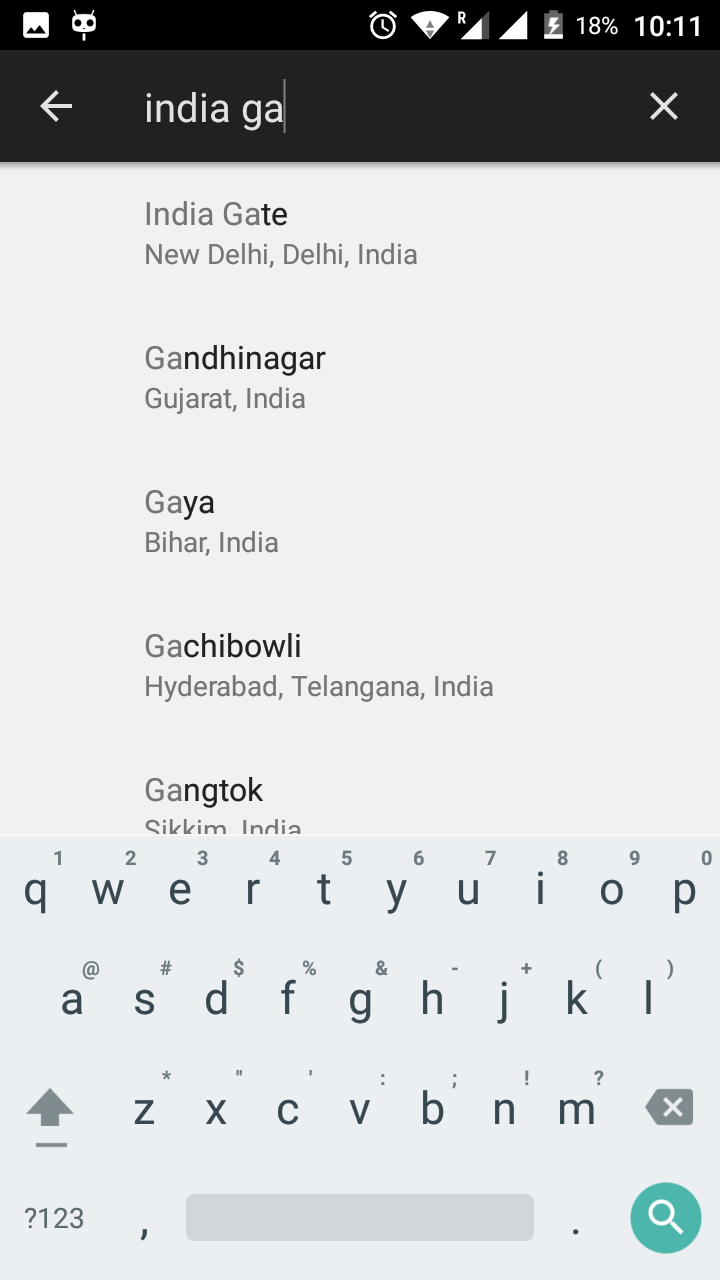 R 18% 10:11
india ga
India Gate
New Delhi, Delhi, India
Gandhinagar
Gujarat, India
Gaya
Bihar, India
Gachibowli
Hyderabad, Telangana, India
Gangtok
Sikkim, India
1 2 3 4 5 6 7 8 9 0
q w e r t y u i o p
@ # $ % & - + ( )
a s d f g h j k l
* " ' : ; ! ?
z x c v b n m
?123 , .